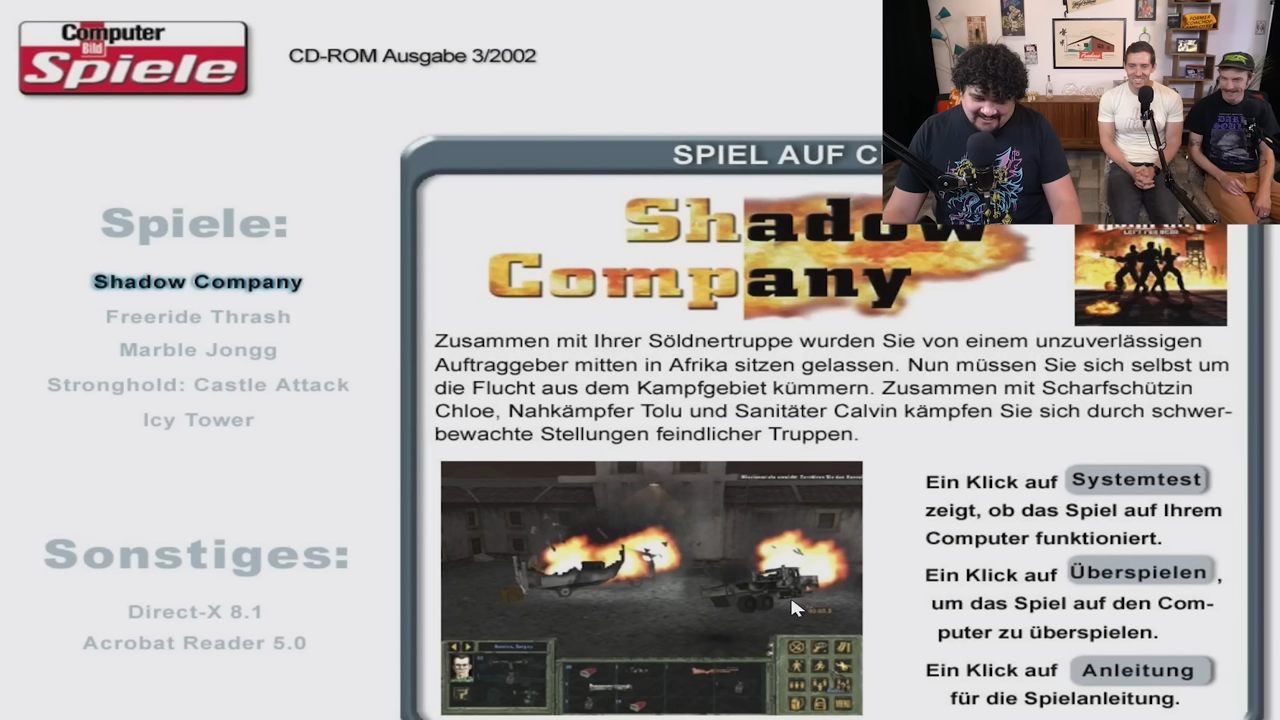 Computer
Bild
Spiele
CD-ROM Ausgabe 3/2002
SPIEL AUF
Shadow
Company
Spiele:
Shadow Company
Freeride Thrash
Marble Jongg
Stronghold: Castle Attack
Icy Tower
Sonstiges:
Direct-X 8.1
Acrobat Reader 5.0
Zusammen mit Ihrer Söldnertruppe wurden Sie von einem unzuverlässigen
Auftraggeber mitten in Afrika sitzen gelassen. Nun müssen Sie sich selbst um
die Flucht aus dem Kampfgebiet kümmern. Zusammen mit Scharfschützin
Chloe, Nahkämpfer Tolu und Sanitäter Calvin kämpfen Sie sich durch schwer-
bewachte Stellungen feindlicher Truppen.
Ein Klick auf Systemtest
zeigt, ob das Spiel auf Ihrem
Computer funktioniert.
Ein Klick auf Überspielen ,
um das Spiel auf den Com-
puter zu überspielen.
Ein Klick auf Anleitung
für die Spielanleitung.
MENU
DARK